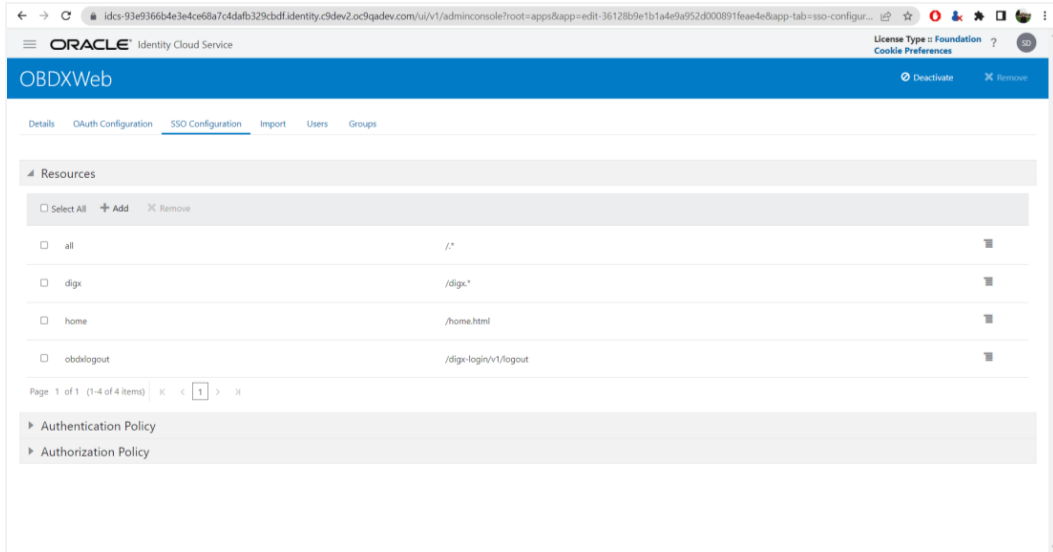 idcs-93e9366b4e3e4ce68a7c4dafb329cbdf.identity.c9dev2.oc9qadev.com/ui/v1/adminconsole?root=apps&app=edit-36128b9e1b1a4e9a952d000891feae4e&app-tab=sso-configur...
ORACLE® Identity Cloud Service
License Type :: Foundation
Cookie Preferences
?
SD
OBDXWeb
Deactivate
Remove
Details OAuth Configuration SSO Configuration Import Users Groups
Resources
Select All Add Remove
all /.*
digx /digx.*
home /home.html
obdxlogout /digx-login/v1/logout
Page 1 of 1 (1-4 of 4 items) 1
Authentication Policy
Authorization Policy